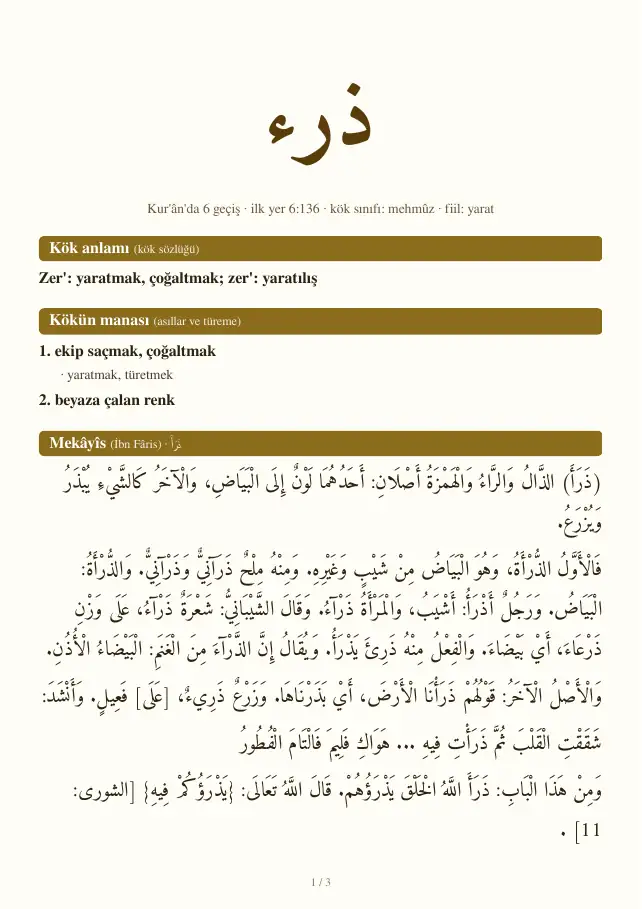 ذرء
Kur'ân'da 6 geçiş · ilk yer 6:136 · kök sınıfı: mehmûz · fiil: yarat
Kök anlamı (kök sözlüğü)
Zer': yaratmak, çoğaltmak; zer': yaratılış
Kökün manası (asıllar ve türeme)
1. ekip saçmak, çoğaltmak
· yaratmak, türetmek
2. beyaza çalan renk
Mekâyîs (İbn Fâris) · ذَرَأَ
(ذَرَأَ) الذَّالُ وَالرَّاءُ وَالْهَمْزَةُ أَصْلَانِ: أَحَدُهُمَا لَوْنٌ إِلَى الْبَيَاضِ، وَالْآخَرُ كَالشَّيْءِ يُبْذَرُ
وَيُزْرَعُ.
فَالْأَوَّلُ الذُّرْأَةُ، وَهُوَ الْبَيَاضُ مِنْ شَيْبٍ وَغَيْرِهِ. وَمِنْهُ مِلْحٌ ذَرَآنِيٌّ وَذَرْآنِيٌّ. وَالذُّرْأَةُ:
الْبَيَاضُ. وَرَجُلٌ أَذْرَأُ: أَشْيَبُ، وَالْمَرْأَةُ ذَرْآءُ. وَقَالَ الشَّيْبَانِيُّ: شَعْرَةٌ ذَرْآءُ، عَلَى وَزْنِ
ذَرْعَاءَ، أَيْ بَيْضَاءَ. وَالْفِعْلُ مِنْهُ ذَرِئَ يَذْرَأُ. وَيُقَالُ إِنَّ الذَّرْآءَ مِنَ الْغَنَمِ: الْبَيْضَاءُ الْأُذُنِ.
وَالْأَصْلُ الْآخَرُ: قَوْلُهُمْ ذَرَأْنَا الْأَرْضَ، أَيْ بَذَرْنَاهَا. وَزَرْعٌ ذَرِيءٌ، [عَلَى] فَعِيلٍ. وَأَنْشَدَ:
شَقَقْتِ الْقَلْبَ ثُمَّ ذَرَأْتِ فِيهِ ... هَوَاكِ فَلِيمَ فَالْتَامَ الْفُطُورُ
وَمِنْ هَذَا الْبَابِ: ذَرَأَ اللَّهُ الْخَلْقَ يَذْرَؤُهُمْ. قَالَ اللَّهُ تَعَالَى: {يَذْرَؤُكُمْ فِيهِ} [الشورى:
11] .
1 / 3